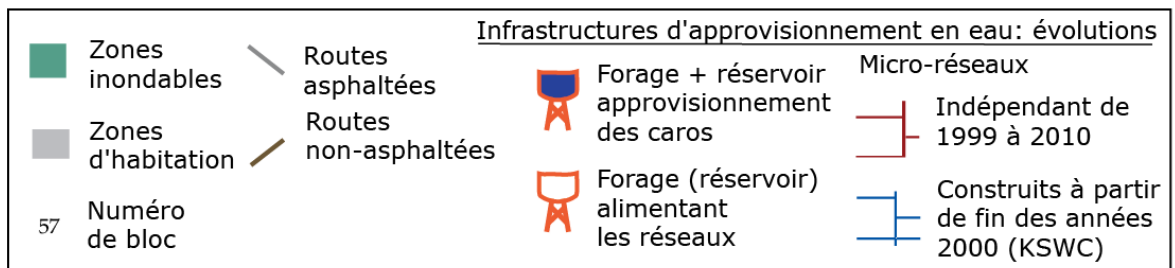 Zones
inondables
Zones
d'habitation
57
Numéro
de bloc
Routes
asphaltées
Routes
non-asphaltées
Infrastructures d'approvisionnement en eau: évolutions
Forage + réservoir
approvisionnement
des caros
Forage (réservoir)
alimentant
les réseaux
Micro-réseaux
Indépendant de
1999 à 2010
Construits à partir
de fin des années
2000 (KSWC)